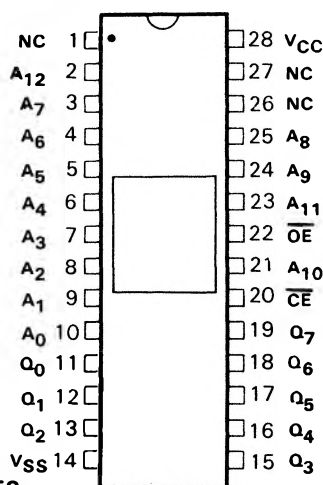 NC 1 28 VCC
A12 2 27 NC
A7 3 26 NC
A6 4 25 A8
A5 5 24 A9
A4 6 23 A11
A3 7 22 O̅E̅
A2 8 21 A10
A1 9 20 C̅E̅
A0 10 19 Q7
Q0 11 18 Q6
Q1 12 17 Q5
Q2 13 16 Q4
VSS 14 15 Q3